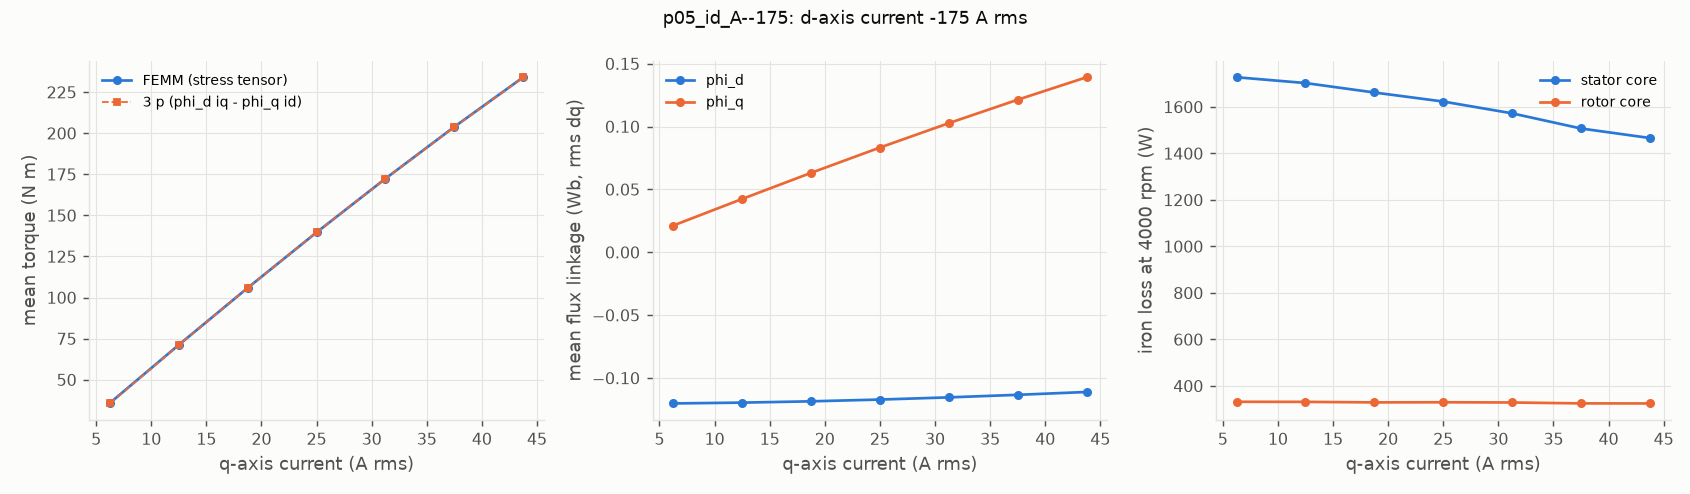 p05_id_A--175: d-axis current -175 A rms
mean torque (N m)
225
200
175
150
125
100
75
50
FEMM (stress tensor)
3 p (phi_d iq - phi_q id)
5 10 15 20 25 30 35 40 45
q-axis current (A rms)
mean flux linkage (Wb, rms dq)
0.15
0.10
0.05
0.00
−0.05
−0.10
phi_d
phi_q
5 10 15 20 25 30 35 40 45
q-axis current (A rms)
iron loss at 4000 rpm (W)
1600
1400
1200
1000
800
600
400
stator core
rotor core
5 10 15 20 25 30 35 40 45
q-axis current (A rms)